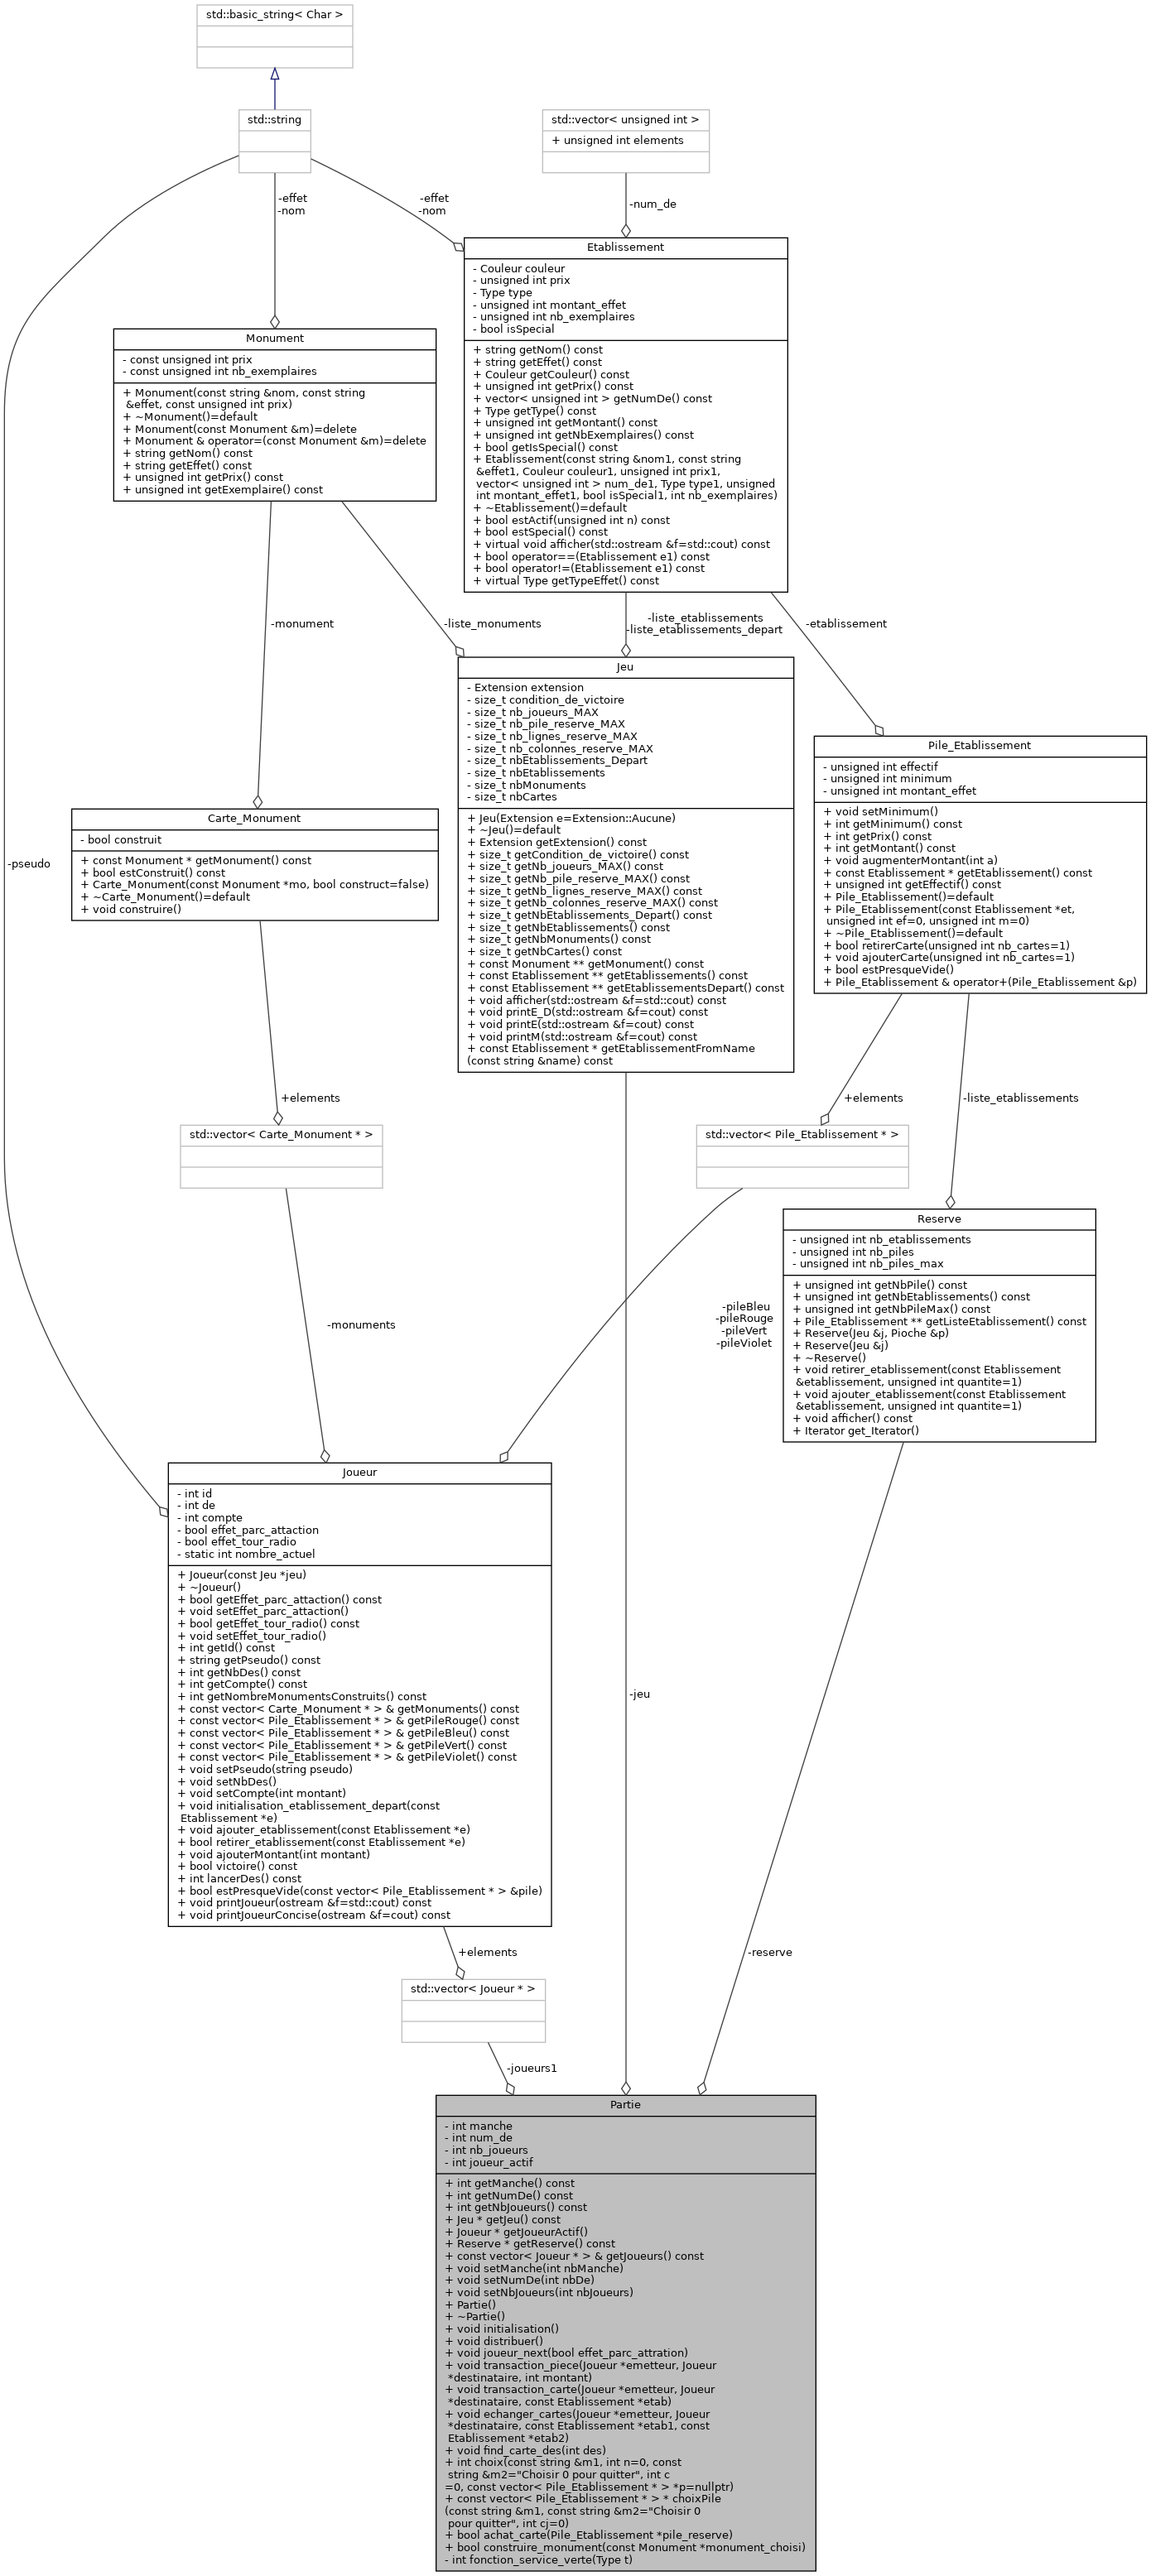 std::basic_string< Char >
std::string
std::vector< unsigned int >
+ unsigned int elements
-effet
-nom
-effet
-nom
-num_de
Etablissement
- Couleur couleur
- unsigned int prix
- Type type
- unsigned int montant_effet
- unsigned int nb_exemplaires
- bool isSpecial
+ string getNom() const
+ string getEffet() const
+ Couleur getCouleur() const
+ unsigned int getPrix() const
+ vector< unsigned int > getNumDe() const
+ Type getType() const
+ unsigned int getMontant() const
+ unsigned int getNbExemplaires() const
+ bool getIsSpecial() const
+ Etablissement(const string &nom1, const string
&effet1, Couleur couleur1, unsigned int prix1,
vector< unsigned int > num_de1, Type type1, unsigned
int montant_effet1, bool isSpecial1, int nb_exemplaires)
+ ~Etablissement()=default
+ bool estActif(unsigned int n) const
+ bool estSpecial() const
+ virtual void afficher(std::ostream &f=std::cout) const
+ bool operator==(Etablissement e1) const
+ bool operator!=(Etablissement e1) const
+ virtual Type getTypeEffet() const
Monument
- const unsigned int prix
- const unsigned int nb_exemplaires
+ Monument(const string &nom, const string
&effet, const unsigned int prix)
+ ~Monument()=default
+ Monument(const Monument &m)=delete
+ Monument & operator=(const Monument &m)=delete
+ string getNom() const
+ string getEffet() const
+ unsigned int getPrix() const
+ unsigned int getExemplaire() const
-monument
-liste_monuments
-liste_etablissements
-liste_etablissements_depart
-etablissement
Jeu
- Extension extension
- size_t condition_de_victoire
- size_t nb_joueurs_MAX
- size_t nb_pile_reserve_MAX
- size_t nb_lignes_reserve_MAX
- size_t nb_colonnes_reserve_MAX
- size_t nbEtablissements_Depart
- size_t nbEtablissements
- size_t nbMonuments
- size_t nbCartes
+ Jeu(Extension e=Extension::Aucune)
+ ~Jeu()=default
+ Extension getExtension() const
+ size_t getCondition_de_victoire() const
+ size_t getNb_joueurs_MAX() const
+ size_t getNb_pile_reserve_MAX() const
+ size_t getNb_lignes_reserve_MAX() const
+ size_t getNb_colonnes_reserve_MAX() const
+ size_t getNbEtablissements_Depart() const
+ size_t getNbEtablissements() const
+ size_t getNbMonuments() const
+ size_t getNbCartes() const
+ const Monument ** getMonument() const
+ const Etablissement ** getEtablissements() const
+ const Etablissement ** getEtablissementsDepart() const
+ void afficher(std::ostream &f=std::cout) const
+ void printE_D(std::ostream &f=cout) const
+ void printE(std::ostream &f=cout) const
+ void printM(std::ostream &f=cout) const
+ const Etablissement * getEtablissementFromName
(const string &name) const
Pile_Etablissement
- unsigned int effectif
- unsigned int minimum
- unsigned int montant_effet
+ void setMinimum()
+ int getMinimum() const
+ int getPrix() const
+ int getMontant() const
+ void augmenterMontant(int a)
+ const Etablissement * getEtablissement() const
+ unsigned int getEffectif() const
+ Pile_Etablissement()=default
+ Pile_Etablissement(const Etablissement *et,
unsigned int ef=0, unsigned int m=0)
+ ~Pile_Etablissement()=default
+ bool retirerCarte(unsigned int nb_cartes=1)
+ void ajouterCarte(unsigned int nb_cartes=1)
+ bool estPresqueVide()
+ Pile_Etablissement & operator+(Pile_Etablissement &p)
Carte_Monument
- bool construit
+ const Monument * getMonument() const
+ bool estConstruit() const
+ Carte_Monument(const Monument *mo, bool construct=false)
+ ~Carte_Monument()=default
+ void construire()
-pseudo
+elements
+elements
-liste_etablissements
std::vector< Carte_Monument * >
std::vector< Pile_Etablissement * >
Reserve
- unsigned int nb_etablissements
- unsigned int nb_piles
- unsigned int nb_piles_max
+ unsigned int getNbPile() const
+ unsigned int getNbEtablissements() const
+ unsigned int getNbPileMax() const
+ Pile_Etablissement ** getListeEtablissement() const
+ Reserve(Jeu &j, Pioche &p)
+ Reserve(Jeu &j)
+ ~Reserve()
+ void retirer_etablissement(const Etablissement
&etablissement, unsigned int quantite=1)
+ void ajouter_etablissement(const Etablissement
&etablissement, unsigned int quantite=1)
+ void afficher() const
+ Iterator get_Iterator()
-monuments
-pileBleu
-pileRouge
-pileVert
-pileViolet
Joueur
- int id
- int de
- int compte
- bool effet_parc_attaction
- bool effet_tour_radio
- static int nombre_actuel
+ Joueur(const Jeu *jeu)
+ ~Joueur()
+ bool getEffet_parc_attaction() const
+ void setEffet_parc_attaction()
+ bool getEffet_tour_radio() const
+ void setEffet_tour_radio()
+ int getId() const
+ string getPseudo() const
+ int getNbDes() const
+ int getCompte() const
+ int getNombreMonumentsConstruits() const
+ const vector< Carte_Monument * > & getMonuments() const
+ const vector< Pile_Etablissement * > & getPileRouge() const
+ const vector< Pile_Etablissement * > & getPileBleu() const
+ const vector< Pile_Etablissement * > & getPileVert() const
+ const vector< Pile_Etablissement * > & getPileViolet() const
+ void setPseudo(string pseudo)
+ void setNbDes()
+ void setCompte(int montant)
+ void initialisation_etablissement_depart(const
Etablissement *e)
+ void ajouter_etablissement(const Etablissement *e)
+ bool retirer_etablissement(const Etablissement *e)
+ void ajouterMontant(int montant)
+ bool victoire() const
+ int lancerDes() const
+ bool estPresqueVide(const vector< Pile_Etablissement * > &pile)
+ void printJoueur(ostream &f=std::cout) const
+ void printJoueurConcise(ostream &f=cout) const
-jeu
+elements
-reserve
std::vector< Joueur * >
-joueurs1
Partie
- int manche
- int num_de
- int nb_joueurs
- int joueur_actif
+ int getManche() const
+ int getNumDe() const
+ int getNbJoueurs() const
+ Jeu * getJeu() const
+ Joueur * getJoueurActif()
+ Reserve * getReserve() const
+ const vector< Joueur * > & getJoueurs() const
+ void setManche(int nbManche)
+ void setNumDe(int nbDe)
+ void setNbJoueurs(int nbJoueurs)
+ Partie()
+ ~Partie()
+ void initialisation()
+ void distribuer()
+ void joueur_next(bool effet_parc_attration)
+ void transaction_piece(Joueur *emetteur, Joueur
*destinataire, int montant)
+ void transaction_carte(Joueur *emetteur, Joueur
*destinataire, const Etablissement *etab)
+ void echanger_cartes(Joueur *emetteur, Joueur
*destinataire, const Etablissement *etab1, const
Etablissement *etab2)
+ void find_carte_des(int des)
+ int choix(const string &m1, int n=0, const
string &m2="Choisir 0 pour quitter", int c
=0, const vector< Pile_Etablissement * > *p=nullptr)
+ const vector< Pile_Etablissement * > * choixPile
(const string &m1, const string &m2="Choisir 0
pour quitter", int cj=0)
+ bool achat_carte(Pile_Etablissement *pile_reserve)
+ bool construire_monument(const Monument *monument_choisi)
- int fonction_service_verte(Type t)